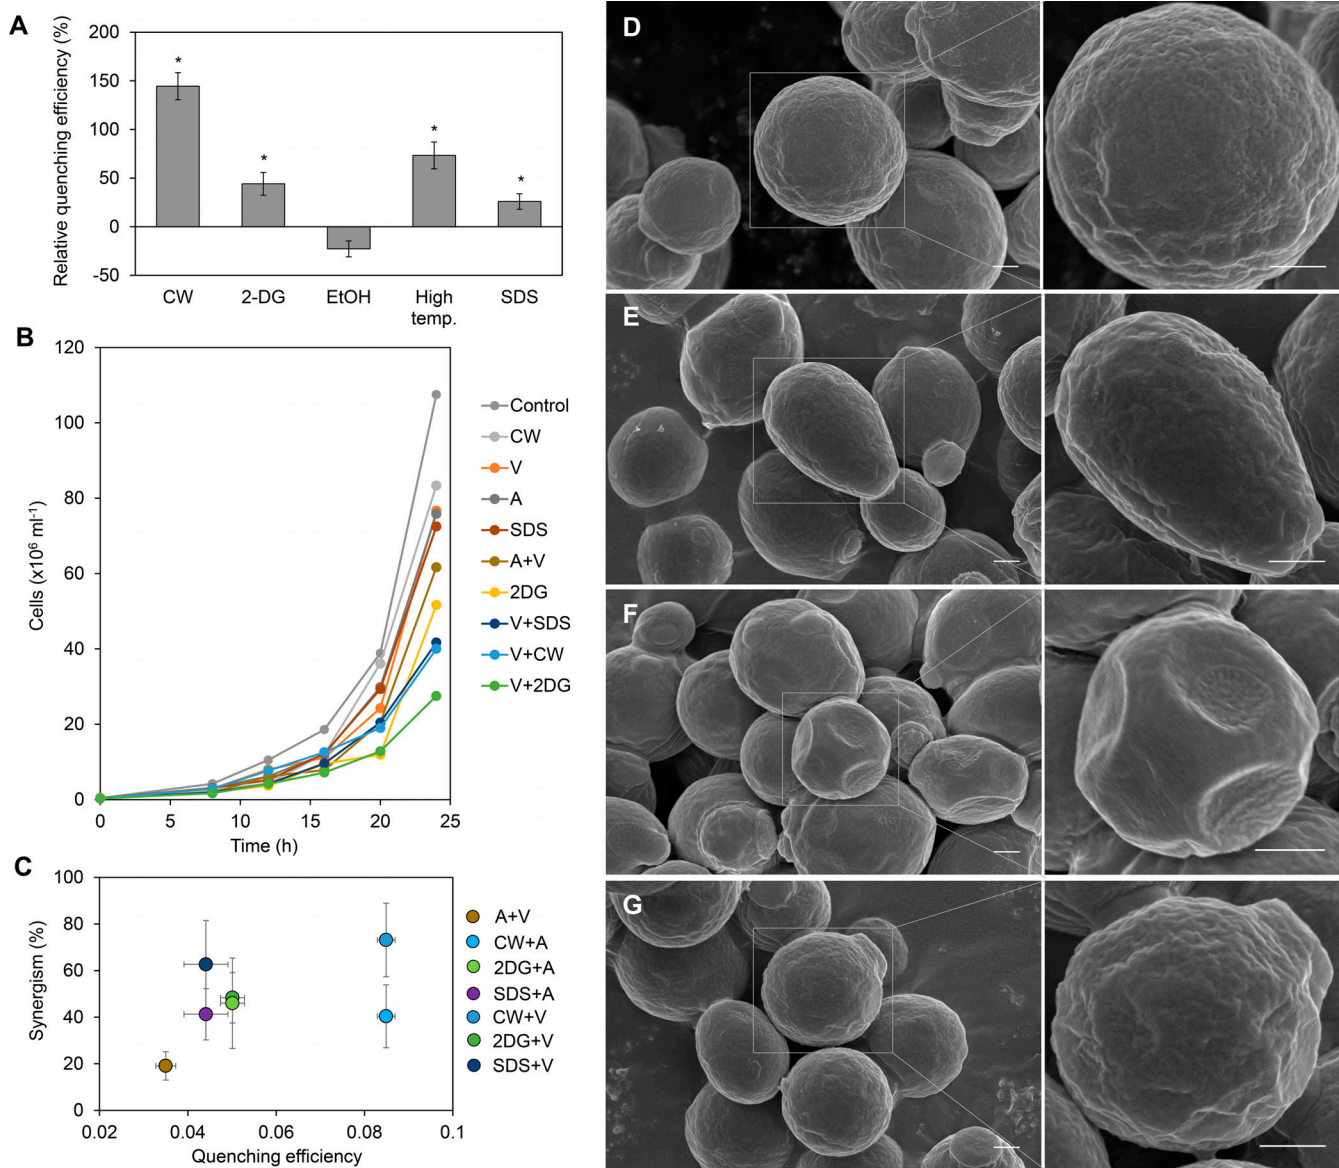 A
Relative quenching efficiency (%)
200
150
100
50
0
-50
*
*
*
*
CW
2-DG
EtOH
High
temp.
SDS
B
Cells (x10⁶ ml⁻¹)
120
100
80
60
40
20
0
0
5
10
15
20
25
Time (h)
Control
CW
V
A
SDS
A+V
2DG
V+SDS
V+CW
V+2DG
C
Synergism (%)
100
80
60
40
20
0
0.02
0.04
0.06
0.08
0.1
Quenching efficiency
A+V
CW+A
2DG+A
SDS+A
CW+V
2DG+V
SDS+V
D
E
F
G